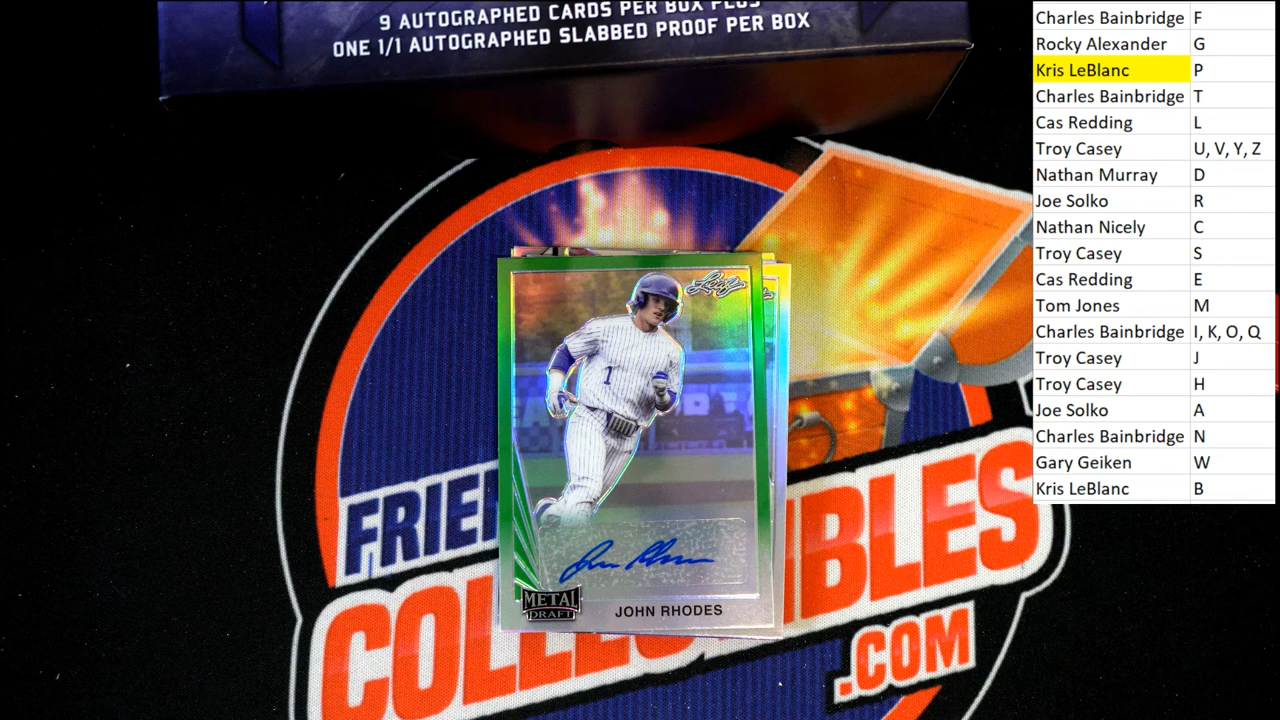 9 AUTOGRAPHED CARDS PER BOX PLUS
ONE 1/1 AUTOGRAPHED SLABBED PROOF PER BOX
Charles Bainbridge F
Rocky Alexander G
Kris LeBlanc P
Charles Bainbridge T
Cas Redding L
Troy Casey U, V, Y, Z
Nathan Murray D
Joe Solko R
Nathan Nicely C
Troy Casey S
Cas Redding E
Tom Jones M
Charles Bainbridge I, K, O, Q
Troy Casey J
Troy Casey H
Joe Solko A
Charles Bainbridge N
Gary Geiken W
Kris LeBlanc B
Leaf
1
METAL
DRAFT
JOHN RHODES
FRIE
COLLE IBLES
.COM